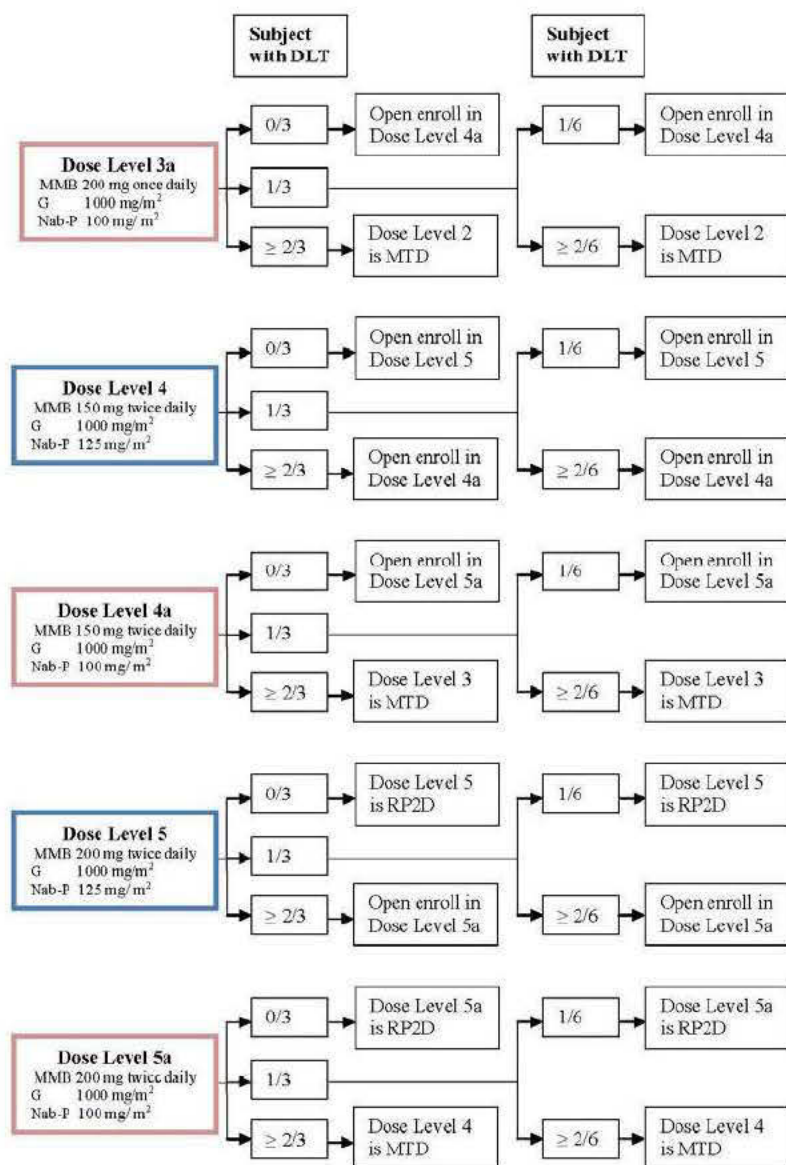 Subject
with DLT
Subject
with DLT
Dose Level 3a
MMB 200 mg once daily
G 1000 mg/m²
Nab-P 100 mg/ m²
0/3
Open enroll in
Dose Level 4a
1/6
Open enroll in
Dose Level 4a
1/3
≥ 2/3
Dose Level 2
is MTD
≥ 2/6
Dose Level 2
is MTD
Dose Level 4
MMB 150 mg twice daily
G 1000 mg/m²
Nab-P 125 mg/ m²
0/3
Open enroll in
Dose Level 5
1/6
Open enroll in
Dose Level 5
1/3
≥ 2/3
Open enroll in
Dose Level 4a
≥ 2/6
Open enroll in
Dose Level 4a
Dose Level 4a
MMB 150 mg twice daily
G 1000 mg/m²
Nab-P 100 mg/m²
0/3
Open enroll in
Dose Level 5a
1/6
Open enroll in
Dose Level 5a
1/3
≥ 2/3
Dose Level 3
is MTD
≥ 2/6
Dose Level 3
is MTD
Dose Level 5
MMB 200 mg twice daily
G 1000 mg/m²
Nab-P 125 mg/m²
0/3
Dose Level 5
is RP2D
1/6
Dose Level 5
is RP2D
1/3
≥ 2/3
Open enroll in
Dose Level 5a
≥ 2/6
Open enroll in
Dose Level 5a
Dose Level 5a
MMB 200 mg twice daily
G 1000 mg/m²
Nab-P 100 mg/m²
0/3
Dose Level 5a
is RP2D
1/6
Dose Level 5a
is RP2D
1/3
≥ 2/3
Dose Level 4
is MTD
≥ 2/6
Dose Level 4
is MTD